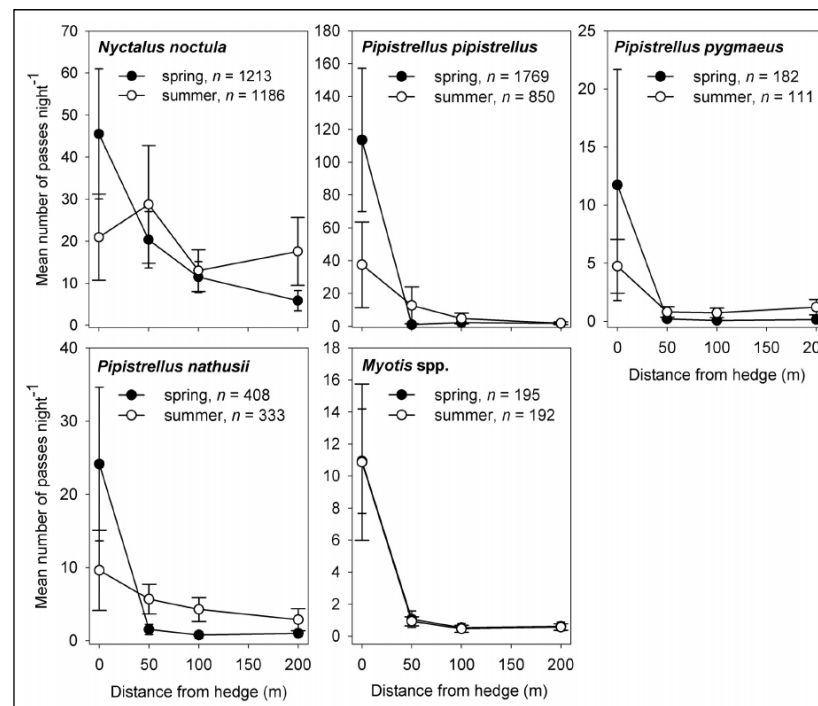 Nyctalus noctula
spring, n = 1213
summer, n = 1186
70
60
50
40
30
20
10
0
Mean number of passes night⁻¹
Pipistrellus pipistrellus
spring, n = 1769
summer, n = 850
180
160
140
120
100
80
60
40
20
0
Pipistrellus pygmaeus
spring, n = 182
summer, n = 111
25
20
15
10
5
0
0 50 100 150 200
Distance from hedge (m)
Pipistrellus nathusii
spring, n = 408
summer, n = 333
40
30
20
10
0
Mean number of passes night⁻¹
0 50 100 150 200
Distance from hedge (m)
Myotis spp.
spring, n = 195
summer, n = 192
18
16
14
12
10
8
6
4
2
0
0 50 100 150 200
Distance from hedge (m)